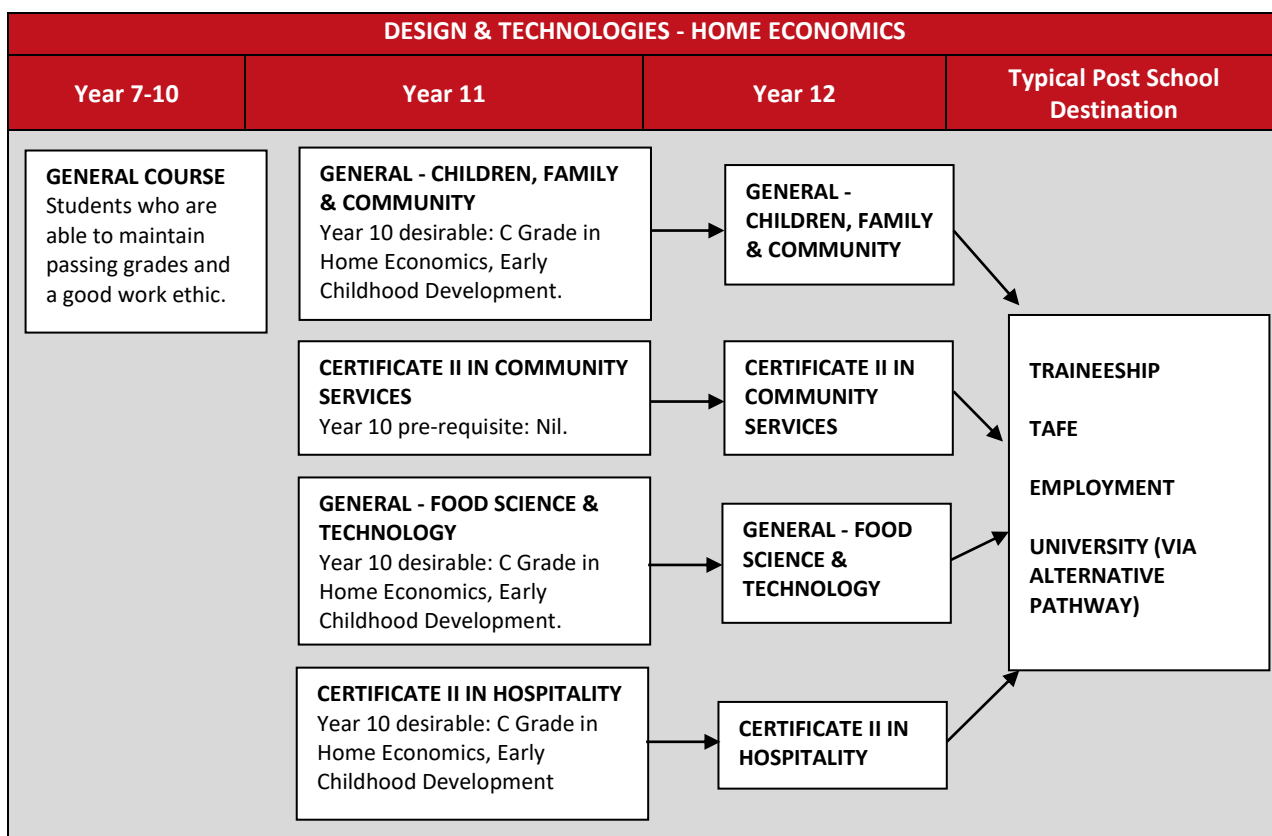 DESIGN & TECHNOLOGIES - HOME ECONOMICS
Year 7-10
Year 11
Year 12
Typical Post School
Destination
GENERAL COURSE
Students who are
able to maintain
passing grades and
a good work ethic.
GENERAL - CHILDREN, FAMILY
& COMMUNITY
Year 10 desirable: C Grade in
Home Economics, Early
Childhood Development.
GENERAL -
CHILDREN, FAMILY
& COMMUNITY
CERTIFICATE II IN COMMUNITY
SERVICES
Year 10 pre-requisite: Nil.
CERTIFICATE II IN
COMMUNITY
SERVICES
GENERAL - FOOD SCIENCE &
TECHNOLOGY
Year 10 desirable: C Grade in
Home Economics, Early
Childhood Development.
GENERAL - FOOD
SCIENCE &
TECHNOLOGY
CERTIFICATE II IN HOSPITALITY
Year 10 desirable: C Grade in
Home Economics, Early
Childhood Development
CERTIFICATE II IN
HOSPITALITY
TRAINEESHIP
TAFE
EMPLOYMENT
UNIVERSITY (VIA
ALTERNATIVE
PATHWAY)